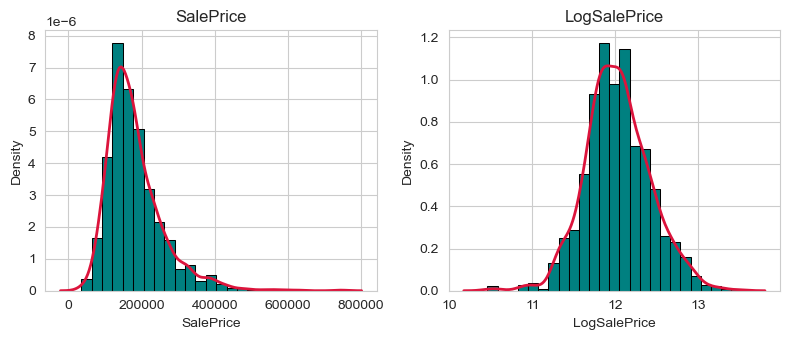 SalePrice
1e−6
8
7
6
5
4
3
2
1
0
Density
0 200000 400000 600000 800000
SalePrice
LogSalePrice
1.2
1.0
0.8
0.6
0.4
0.2
0.0
Density
10 11 12 13
LogSalePrice